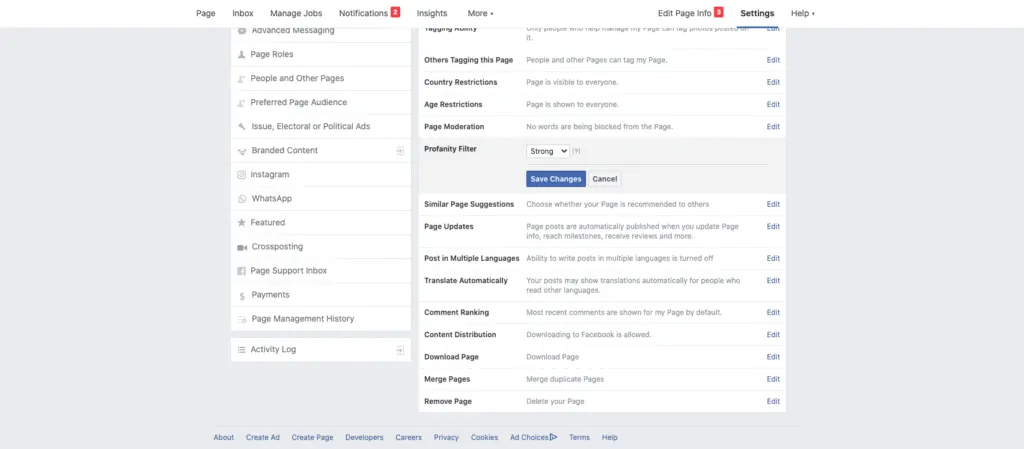 Page Inbox Manage Jobs Notifications 2 Insights More Edit Page Info 3 Settings Help
Advanced Messaging
Page Roles
People and Other Pages
Preferred Page Audience
Issue, Electoral or Political Ads
Branded Content
Instagram
WhatsApp
Featured
Crossposting
Page Support Inbox
Payments
Page Management History
Activity Log
Tagging Ability Only people who help manage my Page can tag photos posted on Edit
it.
Others Tagging this Page People and other Pages can tag my Page. Edit
Country Restrictions Page is visible to everyone. Edit
Age Restrictions Page is shown to everyone. Edit
Page Moderation No words are being blocked from the Page. Edit
Profanity Filter Strong [?]
Save Changes Cancel
Similar Page Suggestions Choose whether your Page is recommended to others Edit
Page Updates Page posts are automatically published when you update Page Edit
info, reach milestones, receive reviews and more.
Post in Multiple Languages Ability to write posts in multiple languages is turned off Edit
Translate Automatically Your posts may show translations automatically for people who Edit
read other languages.
Comment Ranking Most recent comments are shown for my Page by default. Edit
Content Distribution Downloading to Facebook is allowed. Edit
Download Page Download Page Edit
Merge Pages Merge duplicate Pages Edit
Remove Page Delete your Page Edit
About Create Ad Create Page Developers Careers Privacy Cookies Ad Choices Terms Help